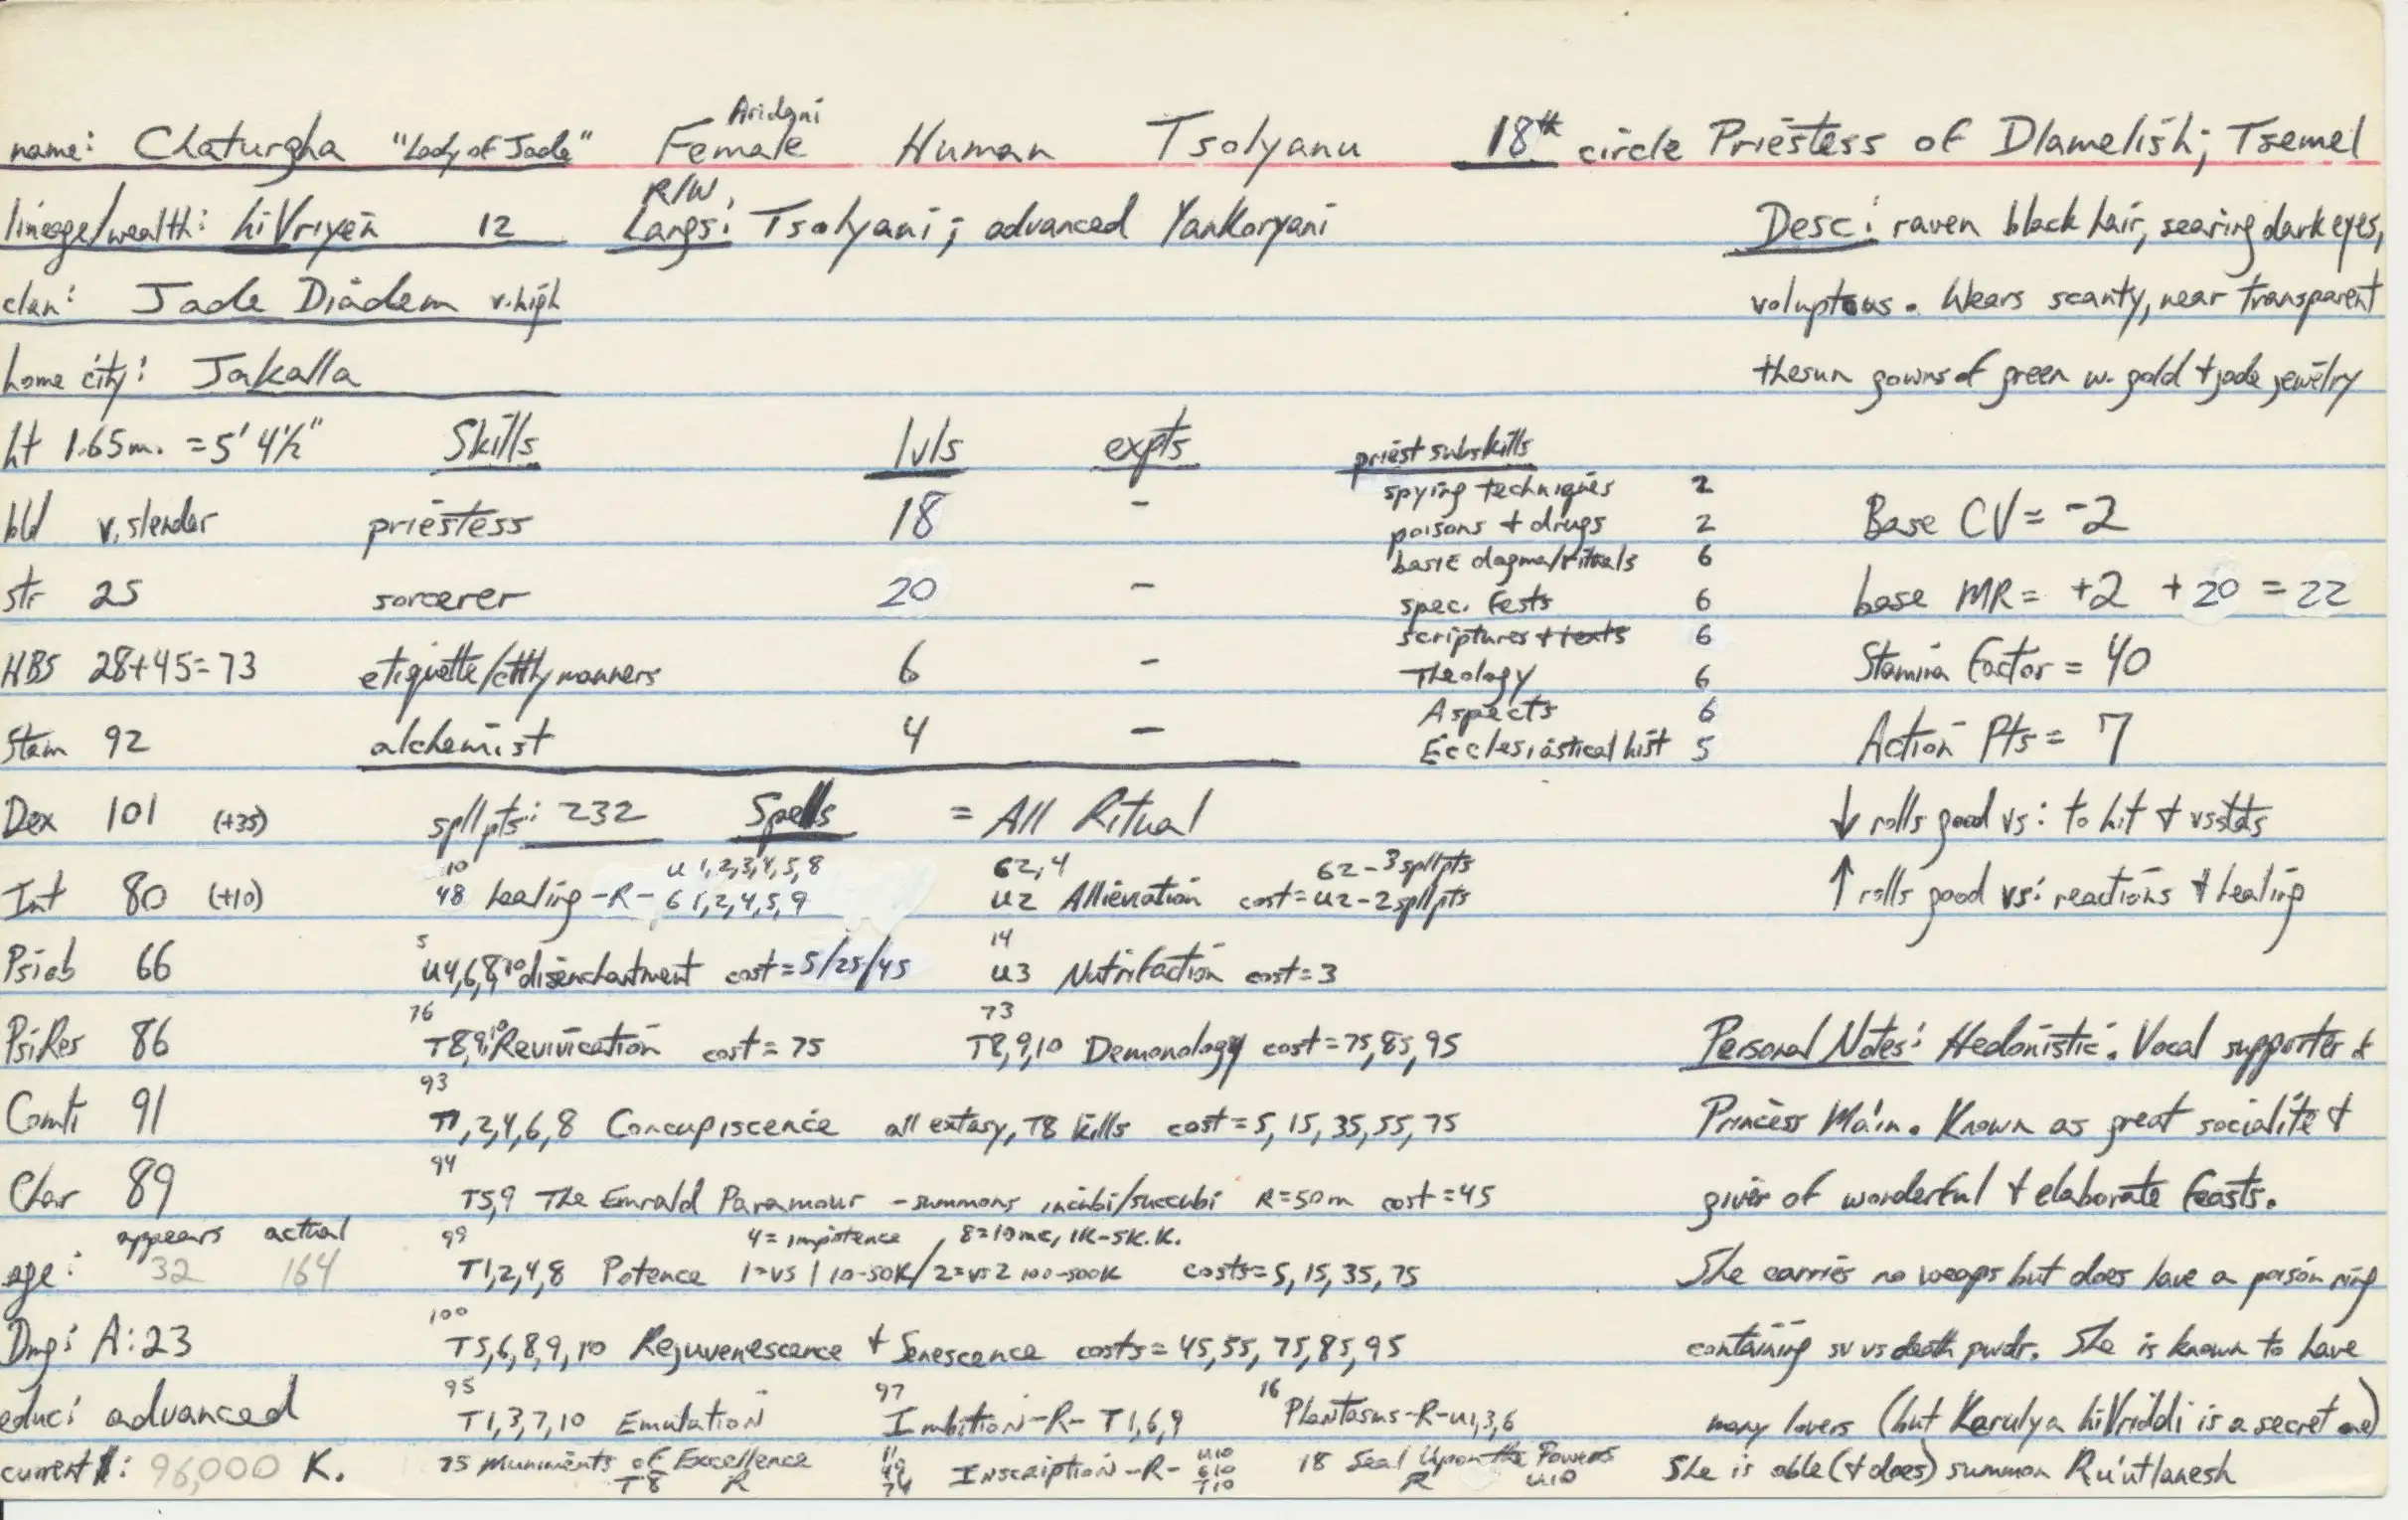 Aridani
name: Chaturgha "Lady of Jade" Female Human Tsolyanu 18th circle Priestess of Dlamelish; Tsemel
R/W
lineage/wealth: hiVriyen 12 Langs: Tsolyani; advanced Yankoryani Desc: raven black hair, searing dark eyes,
clan: Jade Diadem v.high voluptous. Wears scanty, near transparent
home city: Jakalla thesun gowns of green w. gold + jade jewelry
ht 1.65m. = 5' 4½" Skills lvls expts priest subskills
spying techniques 2
bld v. slender priestess 18 - Base CV = -2
poisons + drugs 2
basic dogma/rituals 6
str 25 sorcerer 20 - spec. fests 6 base MR = +2 +20 = 22
scriptures + texts 6
HBS 28+45=73 etiquette/ctthy manners 6 - Theology 6 Stamina Factor = 40
Aspects 6
Stam 92 alchemist 4 - Ecclesiastical hist 5 Action Pts = 7
Dex 101 (+35) spll pts: 232 Spells = All Ritual ↓ rolls good vs: to hit + vs stats
10 U 1,2,3,4,5,8 G2,4 G2-3 spllpts
Int 80 (+10) 48 healing -R- G 1,2,4,5,9 U2 Allieviation cost = U2-2 spllpts ↑ rolls good vs: reactions + healing
5 14
Psiab 66 U4,6,8,10 disenchantment cost = 5/25/45 U3 Nutrifaction cost = 3
76 73
PsiRes 86 T8,9,10 Revivication cost = 75 T8,9,10 Demonology cost = 75,85,95 Personal Notes: Hedonistic. Vocal supporter of
93
Comli 91 T1,2,4,6,8 Concupiscence all extasy, T8 kills cost = 5, 15, 35, 55, 75 Princess Ma'in. Known as great socialite +
94
Char 89 T5,9 The Emrald Paramour - summons incubi/succubi R=50m cost = 45 giver of wonderful + elaborate feasts.
appears actual 99 4 = impotence, 8 = 10 mc, 1K-5K.K.
age: 32 164 T1,2,4,8 Potence 1=vs 1 10-50K / 2=vs 2 100-500K costs = 5, 15, 35, 75 She carries no weaps but does have a poison ring
100
Dmg: A:23 T5,6,8,9,10 Rejuvenescence + Senescence costs = 45,55, 75,85,95 containing sv vs death pwdr. She is known to have
95 97 16
educ: advanced T1,3,7,10 Emulation Imbition -R- T1,6,9 Phantasms -R- U1,3,6 many lovers (but Karulya hiVriddi is a secret one)
current $: 96,000 K. 75 Muniments of Excellence 11 49 74 Inscription -R- U10 G10 T10 18 Seal Upon the Powers She is able (+ does) summon Ru'utlanesh
T8 R R U10